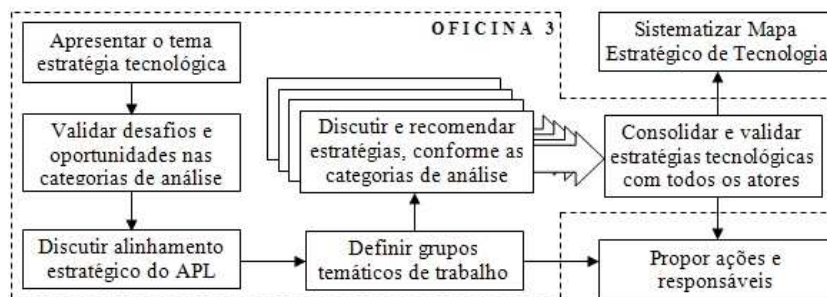 OFICINA 3
Apresentar o tema
estratégia tecnológica
Validar desafios e
oportunidades nas
categorias de análise
Discutir alinhamento
estratégico do APL
Definir grupos
temáticos de trabalho
Discutir e recomendar
estratégias, conforme as
categorias de análise
Consolidar e validar
estratégias tecnológicas
com todos os atores
Sistematizar Mapa
Estratégico de Tecnologia
Propor ações e
responsáveis